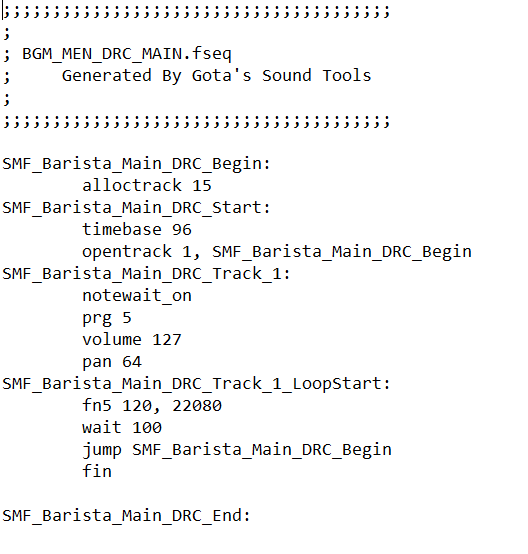 ;;;;;;;;;;;;;;;;;;;;;;;;;;;;;;;;;;;;;;;
;
; BGM_MEN_DRC_MAIN.fseq
;     Generated By Gota's Sound Tools
;
;;;;;;;;;;;;;;;;;;;;;;;;;;;;;;;;;;;;;;;

SMF_Barista_Main_DRC_Begin:
        alloctrack 15
SMF_Barista_Main_DRC_Start:
        timebase 96
        opentrack 1, SMF_Barista_Main_DRC_Begin
SMF_Barista_Main_DRC_Track_1:
        notewait_on
        prg 5
        volume 127
        pan 64
SMF_Barista_Main_DRC_Track_1_LoopStart:
        fn5 120, 22080
        wait 100
        jump SMF_Barista_Main_DRC_Begin
        fin

SMF_Barista_Main_DRC_End: